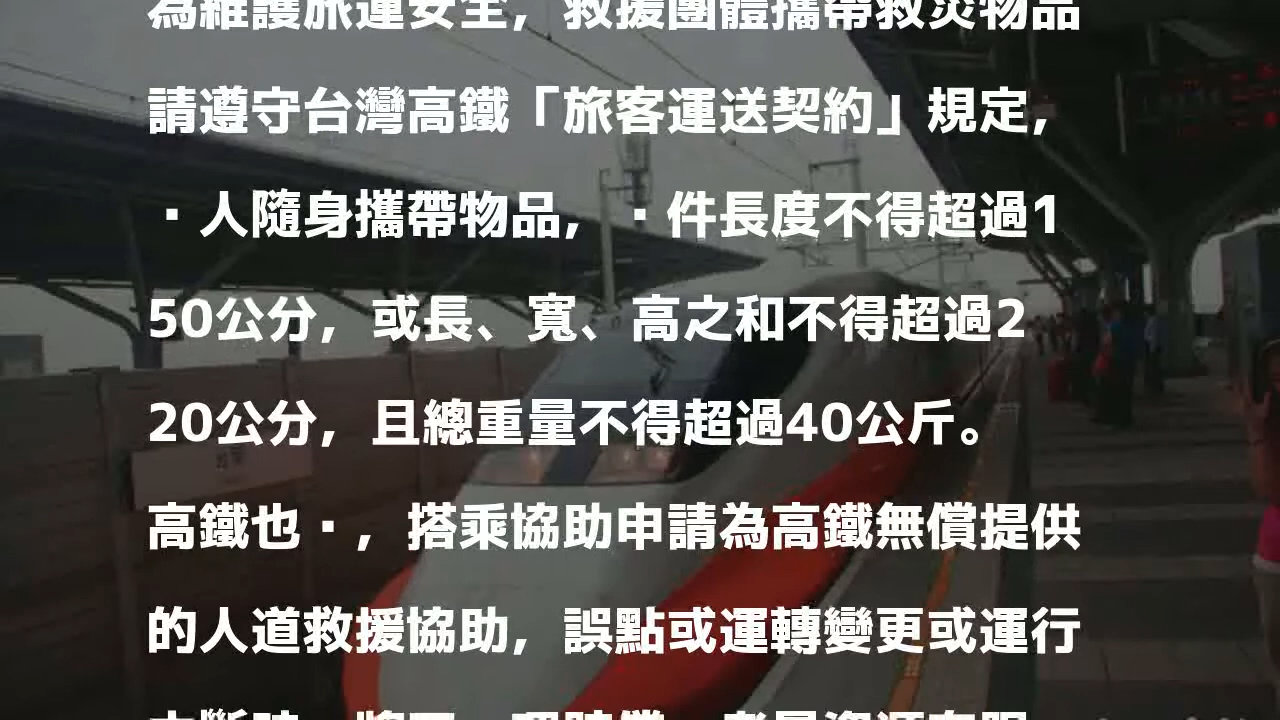 為維護旅運安全，救援團體攜帶救災物品
請遵守台灣高鐵「旅客運送契約」規定，
·人隨身攜帶物品，·件長度不得超過1
50公分，或長、寬、高之和不得超過2
20公分，且總重量不得超過40公斤。
高鐵也·，搭乘協助申請為高鐵無償提供
的人道救援協助，誤點或運轉變更或運行